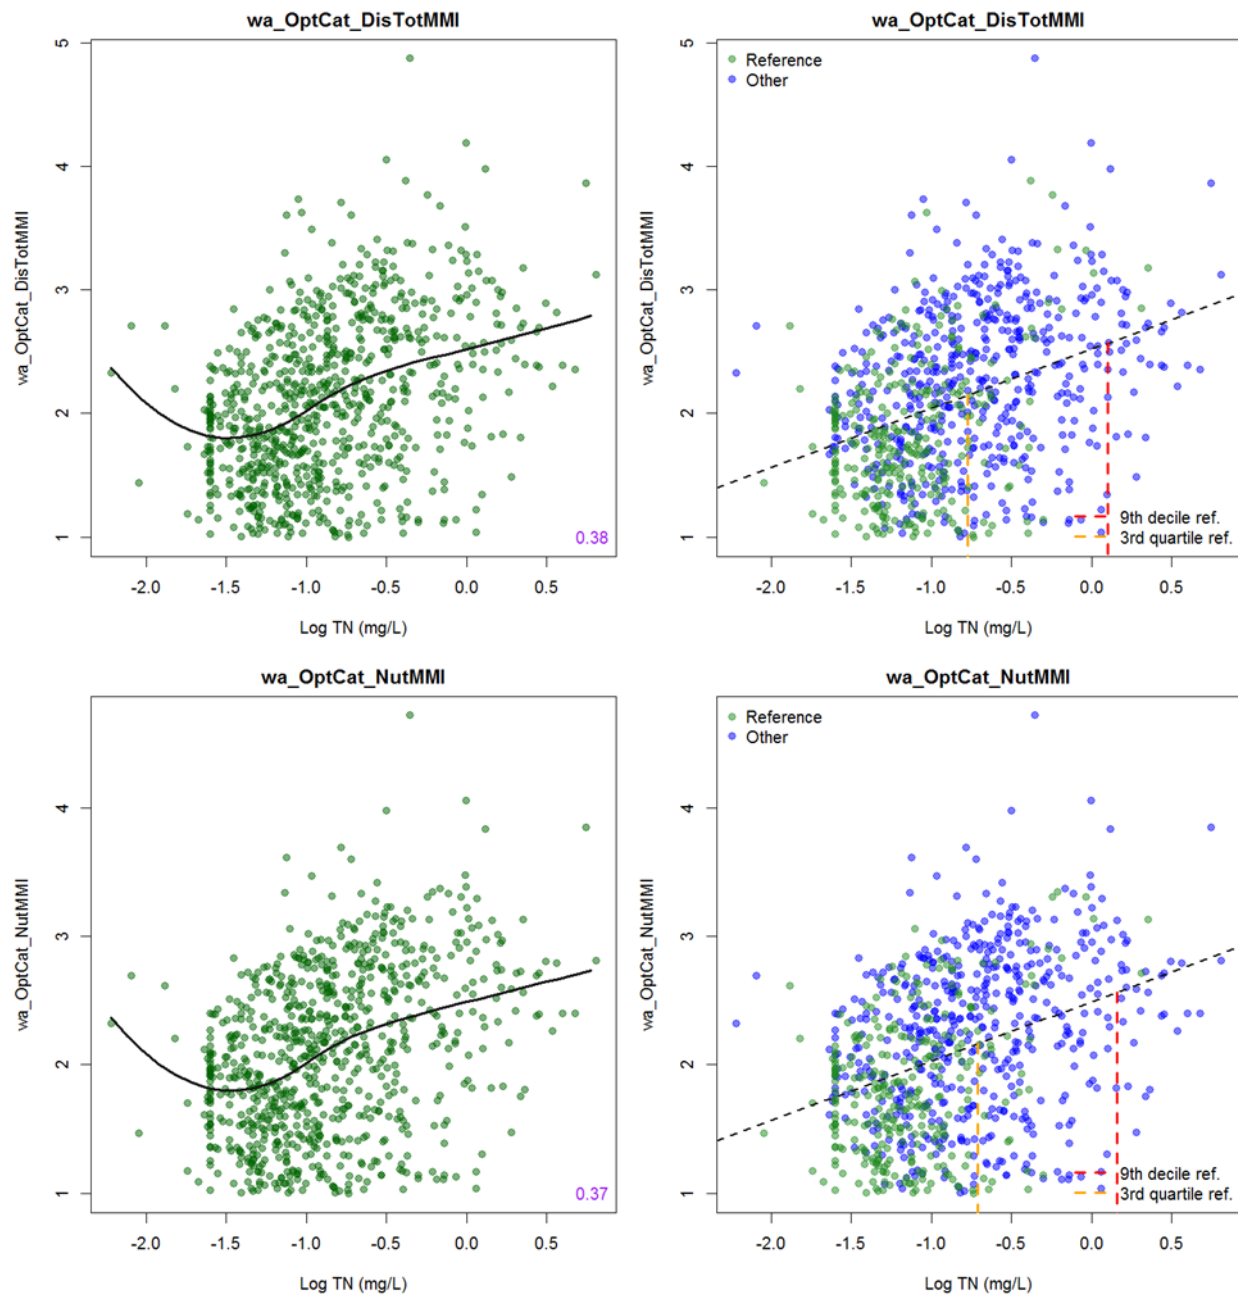 wa_OptCat_DisTotMMI
wa_OptCat_DisTotMMI
5
4
3
2
1
0.38
-2.0 -1.5 -1.0 -0.5 0.0 0.5
Log TN (mg/L)
wa_OptCat_DisTotMMI
wa_OptCat_DisTotMMI
5
4
3
2
1
Reference
Other
9th decile ref.
3rd quartile ref.
-2.0 -1.5 -1.0 -0.5 0.0 0.5
Log TN (mg/L)
wa_OptCat_NutMMI
wa_OptCat_NutMMI
4
3
2
1
0.37
-2.0 -1.5 -1.0 -0.5 0.0 0.5
Log TN (mg/L)
wa_OptCat_NutMMI
wa_OptCat_NutMMI
4
3
2
1
Reference
Other
9th decile ref.
3rd quartile ref.
-2.0 -1.5 -1.0 -0.5 0.0 0.5
Log TN (mg/L)